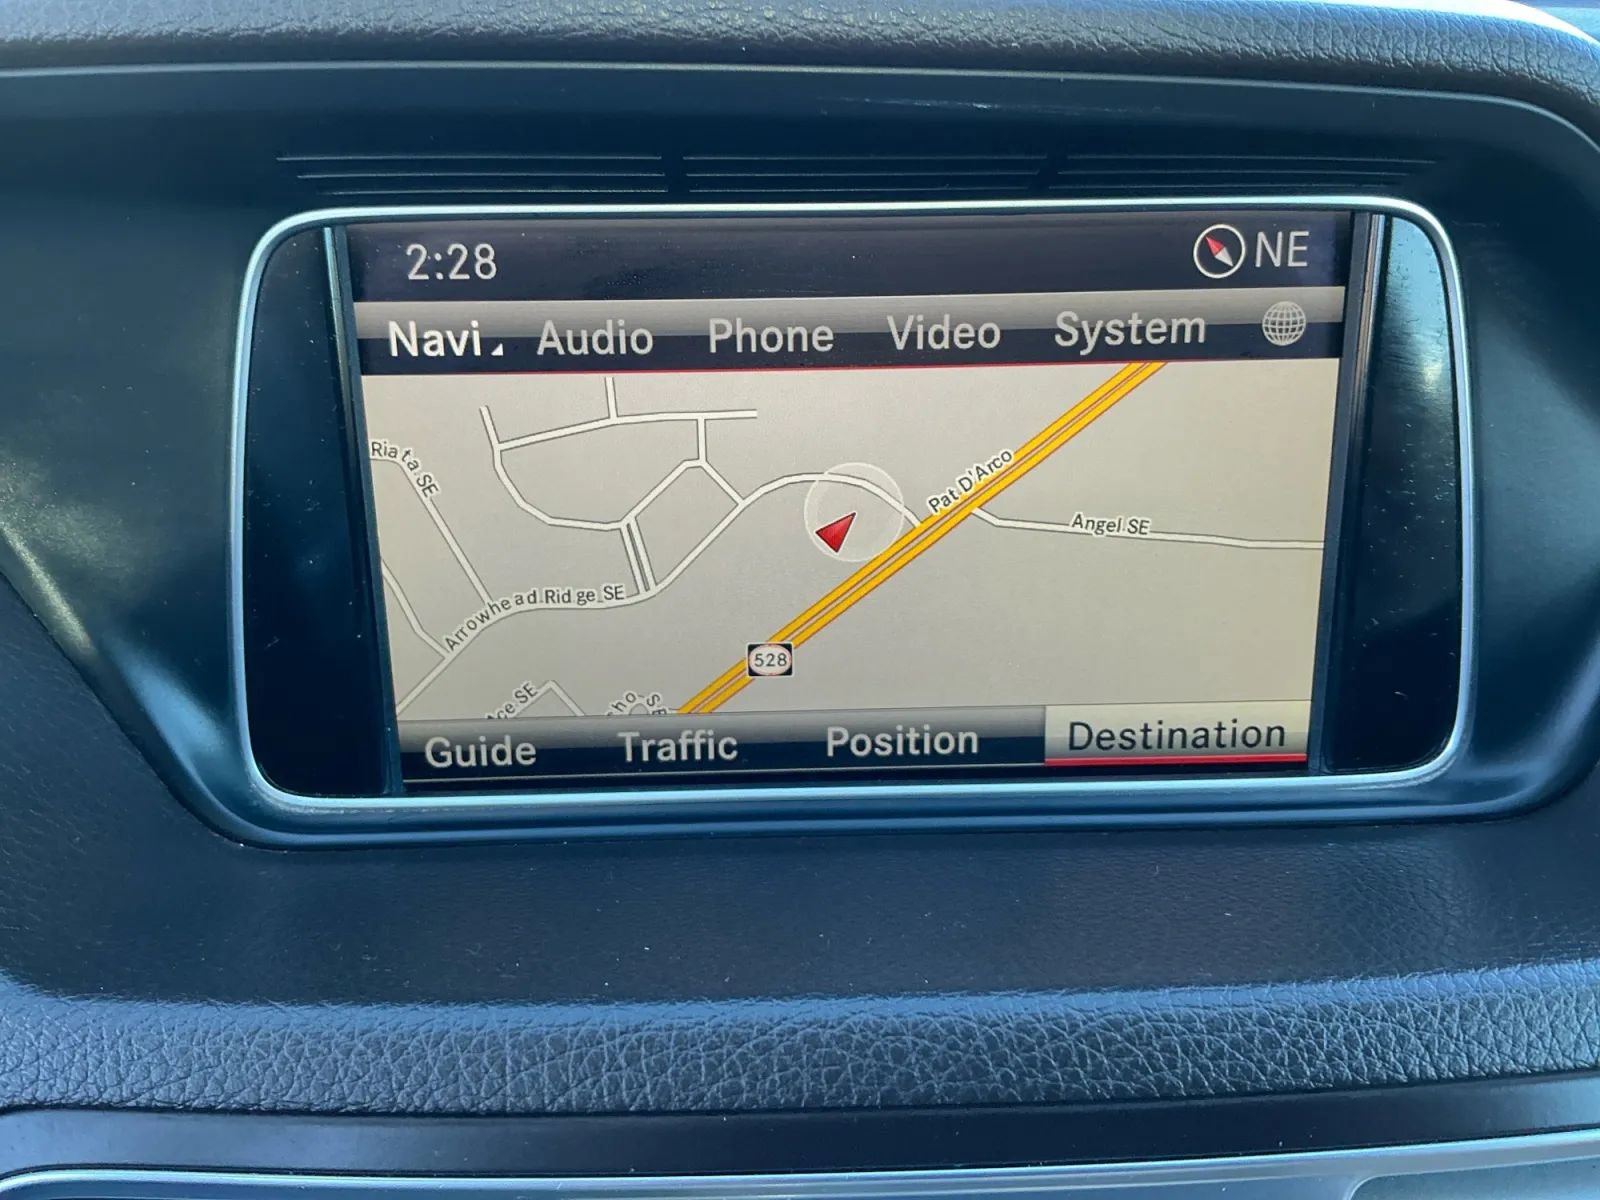 2:28
NE
Navi Audio Phone Video System
Riata SE
Pat D'Arco
Angel SE
Arrowhead Ridge SE
528
SE
Guide Traffic Position Destination